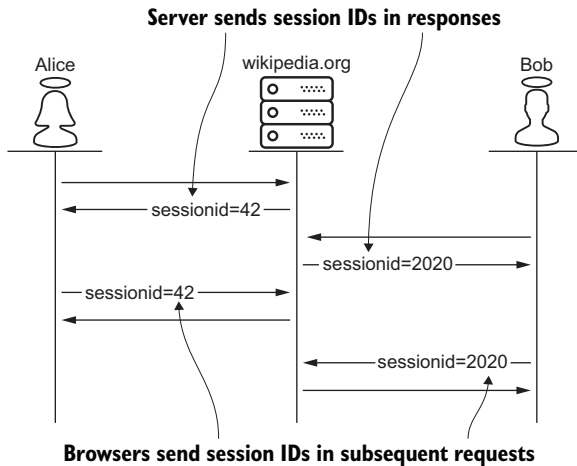 Server sends session IDs in responses
Alice
wikipedia.org
Bob
sessionid=42
sessionid=2020
sessionid=42
sessionid=2020
Browsers send session IDs in subsequent requests